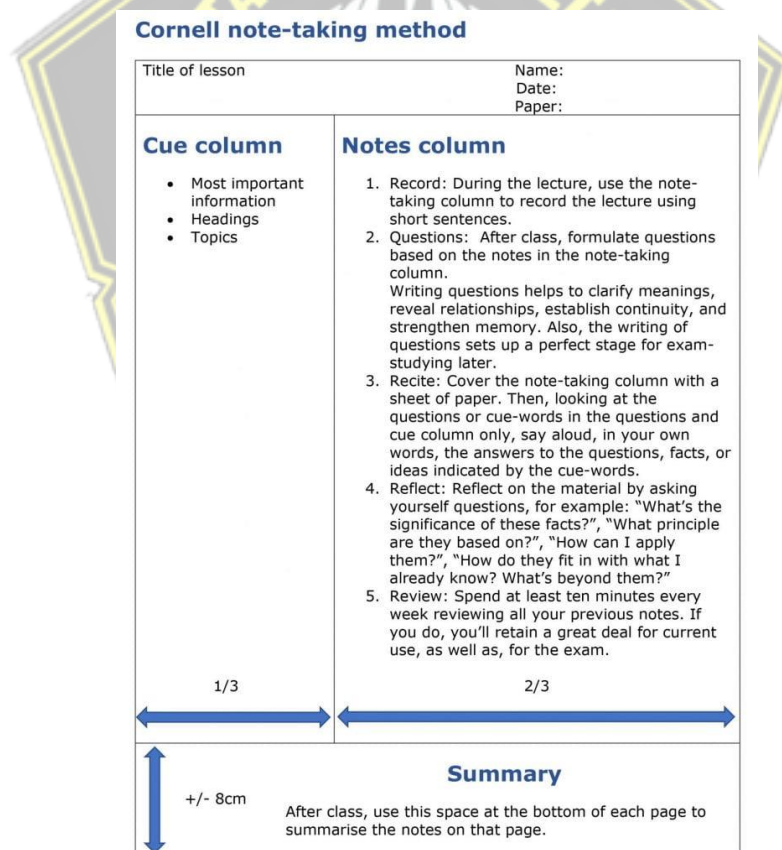 Cornell note-taking method
Title of lesson
Name:
Date:
Paper:
Cue column
• Most important
information
• Headings
• Topics
Notes column
1. Record: During the lecture, use the note-
taking column to record the lecture using
short sentences.
2. Questions: After class, formulate questions
based on the notes in the note-taking
column.
Writing questions helps to clarify meanings,
reveal relationships, establish continuity, and
strengthen memory. Also, the writing of
questions sets up a perfect stage for exam-
studying later.
3. Recite: Cover the note-taking column with a
sheet of paper. Then, looking at the
questions or cue-words in the questions and
cue column only, say aloud, in your own
words, the answers to the questions, facts, or
ideas indicated by the cue-words.
4. Reflect: Reflect on the material by asking
yourself questions, for example: “What’s the
significance of these facts?”, “What principle
are they based on?”, “How can I apply
them?”, “How do they fit in with what I
already know? What’s beyond them?”
5. Review: Spend at least ten minutes every
week reviewing all your previous notes. If
you do, you’ll retain a great deal for current
use, as well as, for the exam.
1/3
2/3
+/- 8cm
Summary
After class, use this space at the bottom of each page to
summarise the notes on that page.